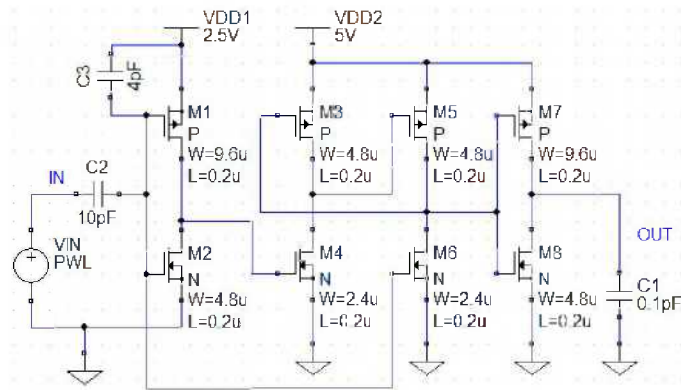 VDD1
2.5V
VDD2
5V
C3
4pF
M1
P
W=9.6u
L=0.2u
M3
P
W=4.8u
L=0.2u
M5
P
W=4.8u
L=0.2u
M7
P
W=9.6u
L=0.2u
IN
C2
10pF
VIN
PWL
M2
N
W=4.8u
L=0.2u
M4
N
W=2.4u
L=0.2u
M6
N
W=2.4u
L=0.2u
M8
N
W=4.8u
L=0.2u
OUT
C1
0.1pF